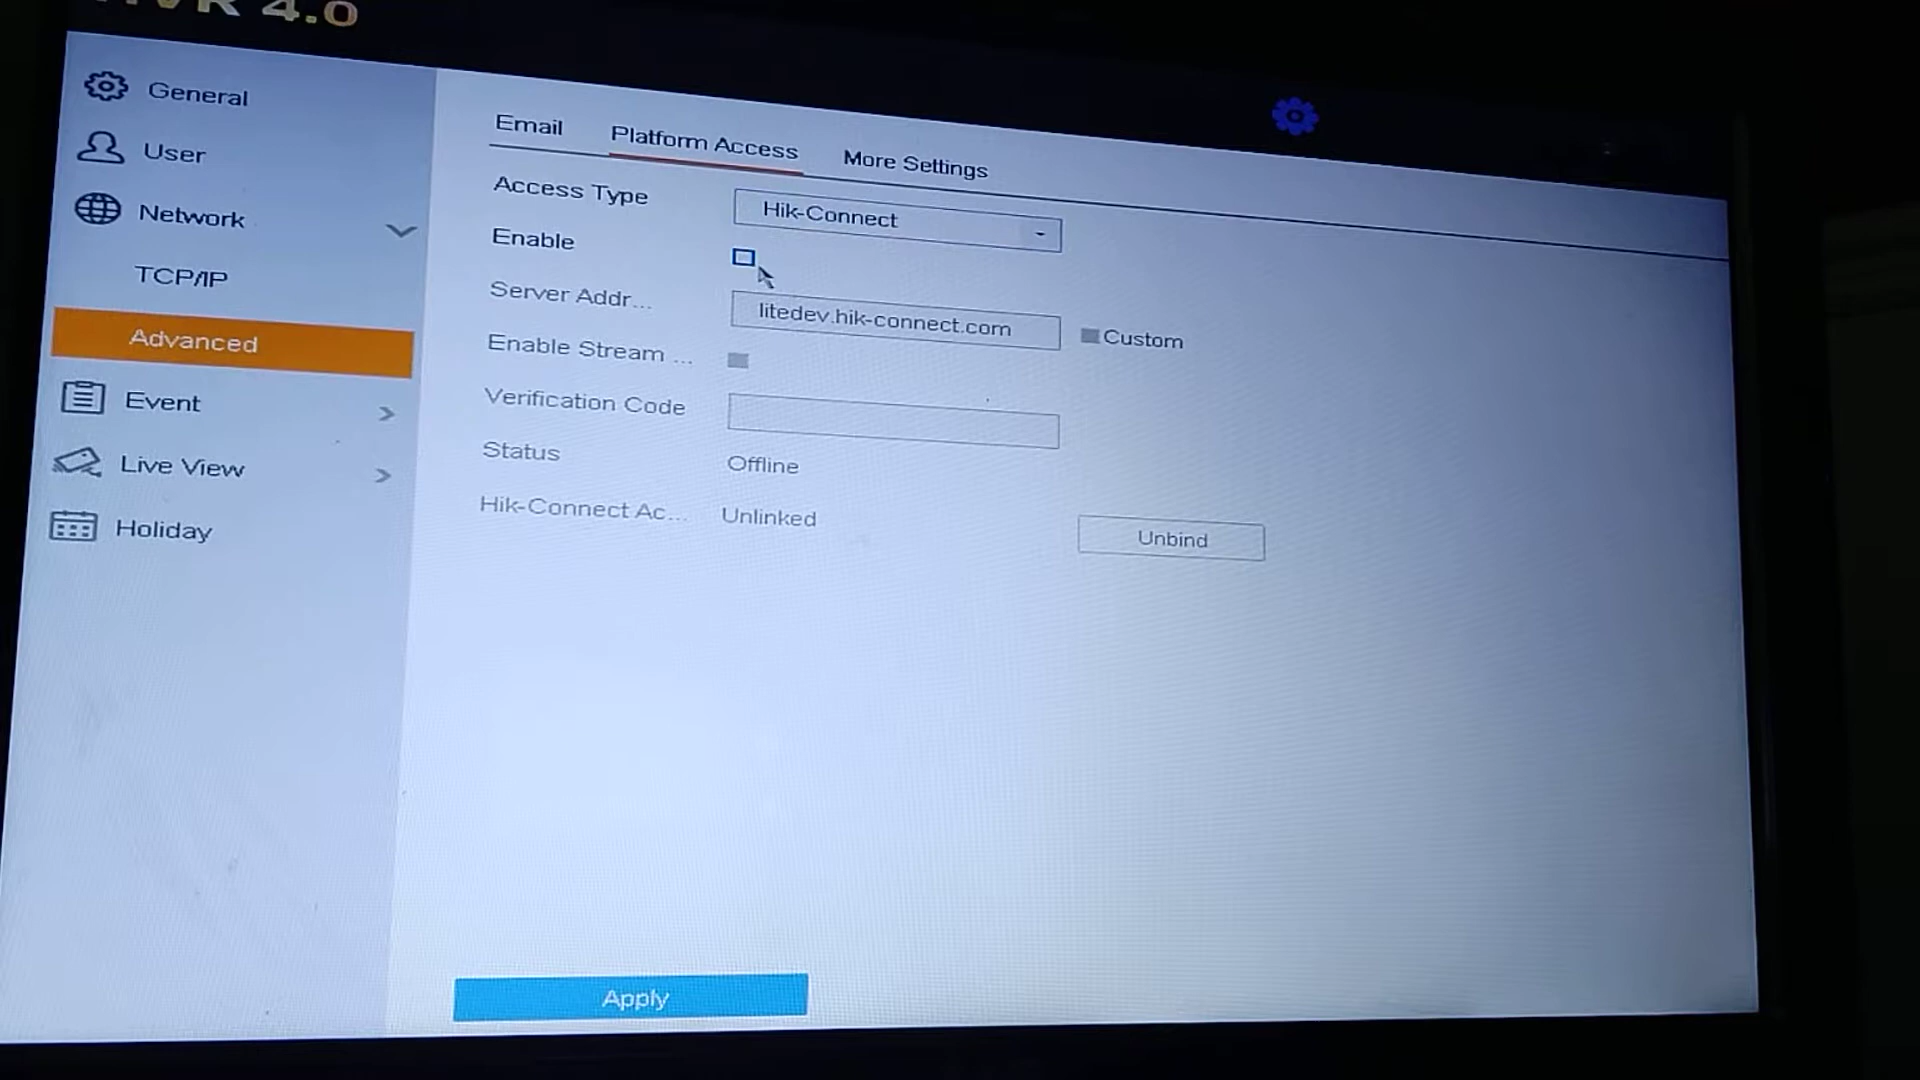 4.0
General
User
Network
TCP/IP
Advanced
Event
Live View
Holiday
Email Platform Access More Settings
Access Type Hik-Connect
Enable
Server Addr... litedev.hik-connect.com Custom
Enable Stream ...
Verification Code
Status Offline
Hik-Connect Ac... Unlinked Unbind
Apply